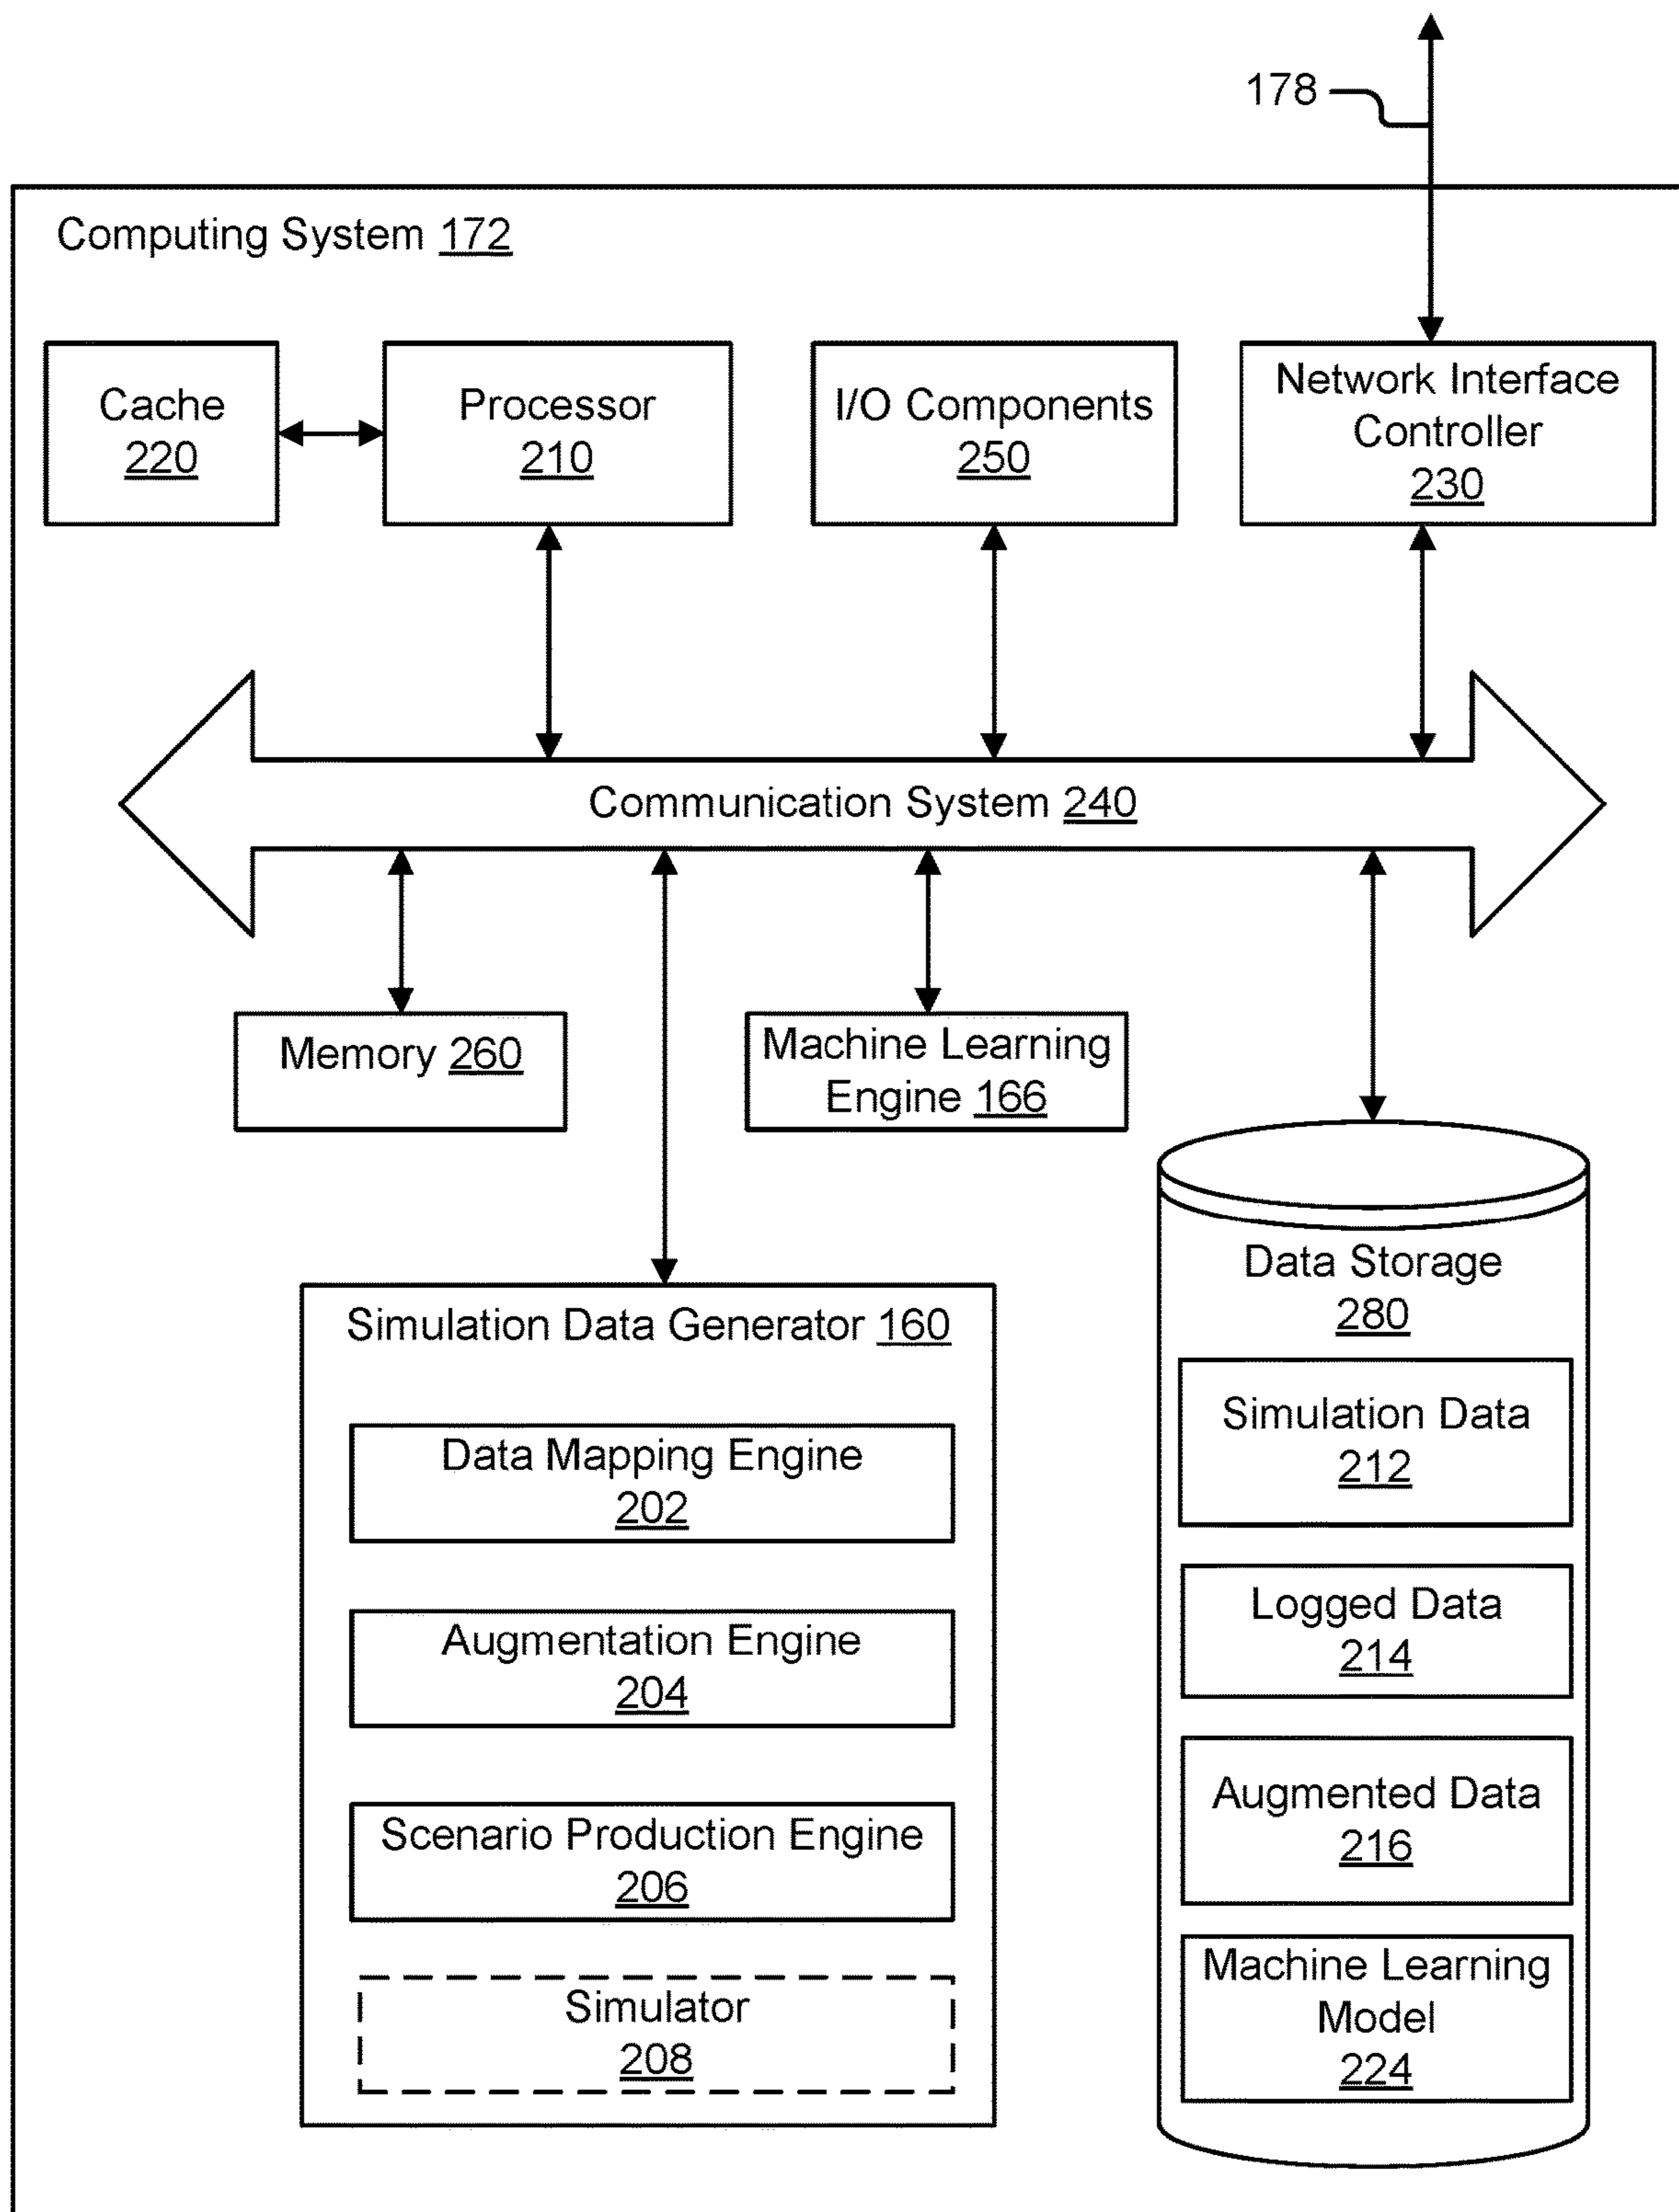 178
Computing System 172
Cache
220
Processor
210
I/O Components
250
Network Interface
Controller
230
Communication System 240
Memory 260
Machine Learning
Engine 166
Simulation Data Generator 160
Data Mapping Engine
202
Augmentation Engine
204
Scenario Production Engine
206
Simulator
208
Data Storage
280
Simulation Data
212
Logged Data
214
Augmented Data
216
Machine Learning
Model
224